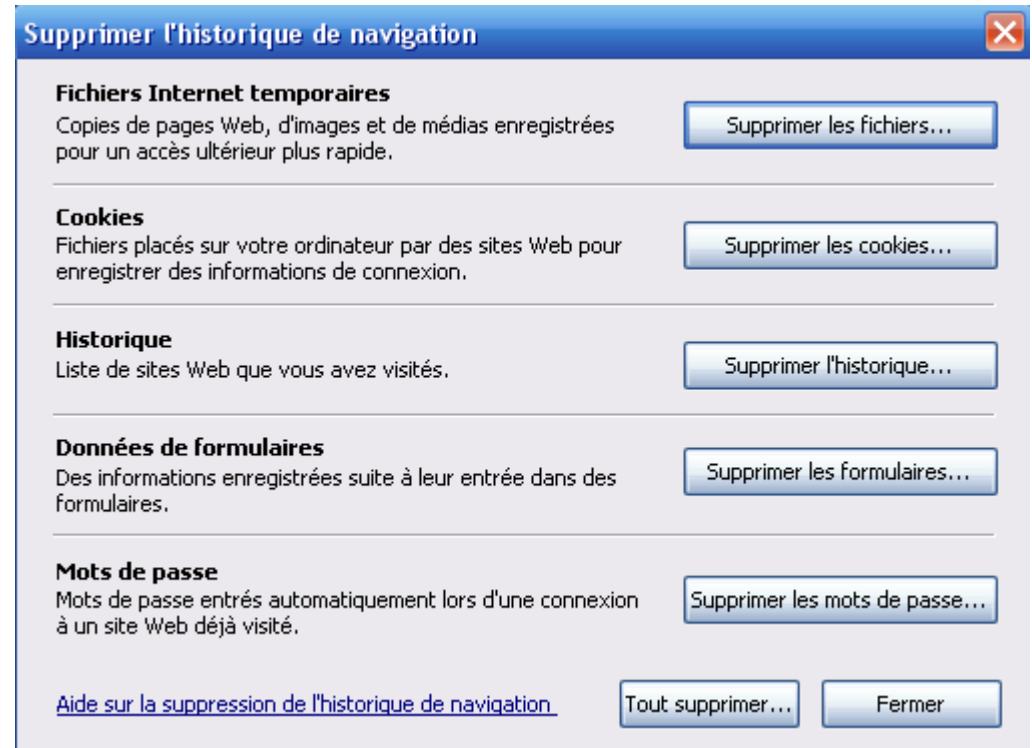 Supprimer l'historique de navigation
Fichiers Internet temporaires
Copies de pages Web, d'images et de médias enregistrées
pour un accès ultérieur plus rapide.
Supprimer les fichiers...
Cookies
Fichiers placés sur votre ordinateur par des sites Web pour
enregistrer des informations de connexion.
Supprimer les cookies...
Historique
Liste de sites Web que vous avez visités.
Supprimer l'historique...
Données de formulaires
Des informations enregistrées suite à leur entrée dans des
formulaires.
Supprimer les formulaires...
Mots de passe
Mots de passe entrés automatiquement lors d'une connexion
à un site Web déjà visité.
Supprimer les mots de passe...
Aide sur la suppression de l'historique de navigation
Tout supprimer...
Fermer